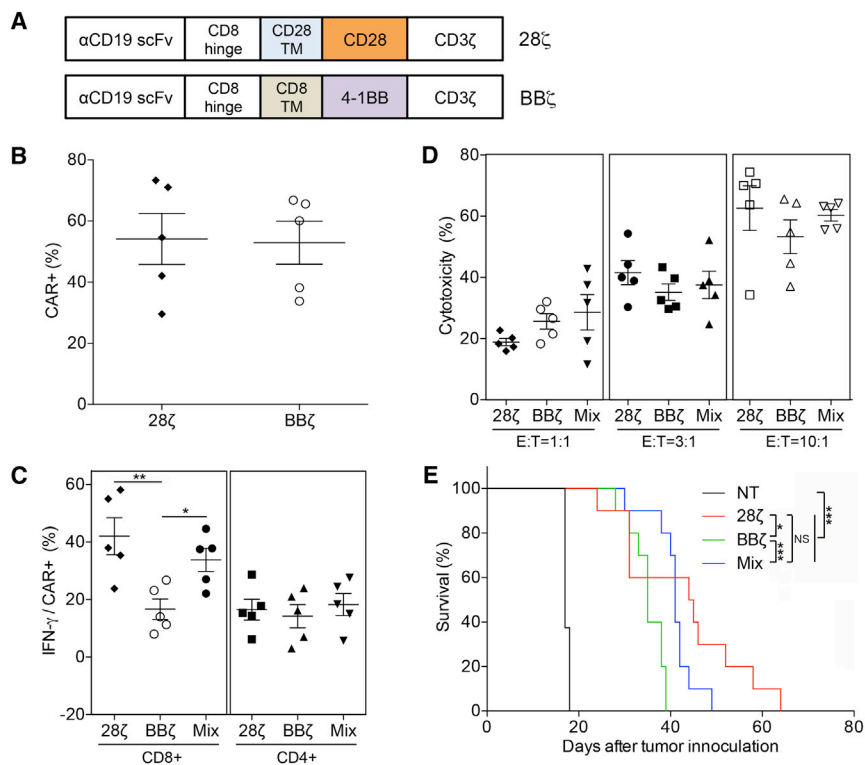 A
αCD19 scFv CD8 hinge CD28 TM CD28 CD3ζ 28ζ
αCD19 scFv CD8 hinge CD8 TM 4-1BB CD3ζ BBζ
B
CAR+ (%)
80
60
40
20
0
28ζ BBζ
D
Cytotoxicity (%)
80
60
40
20
0
28ζ BBζ Mix 28ζ BBζ Mix 28ζ BBζ Mix
E:T=1:1 E:T=3:1 E:T=10:1
C
IFN-γ / CAR+ (%)
60
40
20
0
-20
** *
28ζ BBζ Mix 28ζ BBζ Mix
CD8+ CD4+
E
Survival (%)
100
80
60
40
20
0
0 20 40 60 80
Days after tumor innoculation
NT
28ζ
BBζ
Mix
*
***
NS
***